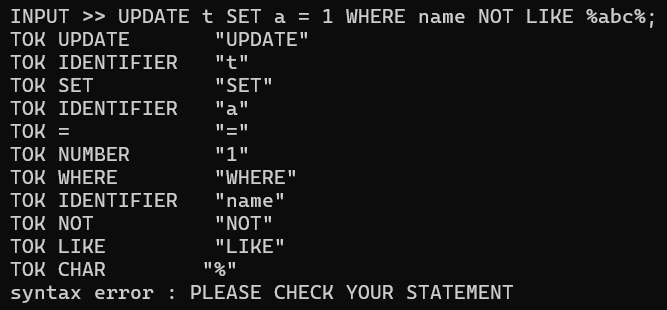 INPUT >> UPDATE t SET a = 1 WHERE name NOT LIKE %abc%;
TOK UPDATE       "UPDATE"
TOK IDENTIFIER   "t"
TOK SET          "SET"
TOK IDENTIFIER   "a"
TOK =            "="
TOK NUMBER       "1"
TOK WHERE        "WHERE"
TOK IDENTIFIER   "name"
TOK NOT          "NOT"
TOK LIKE         "LIKE"
TOK CHAR        "%"
syntax error : PLEASE CHECK YOUR STATEMENT